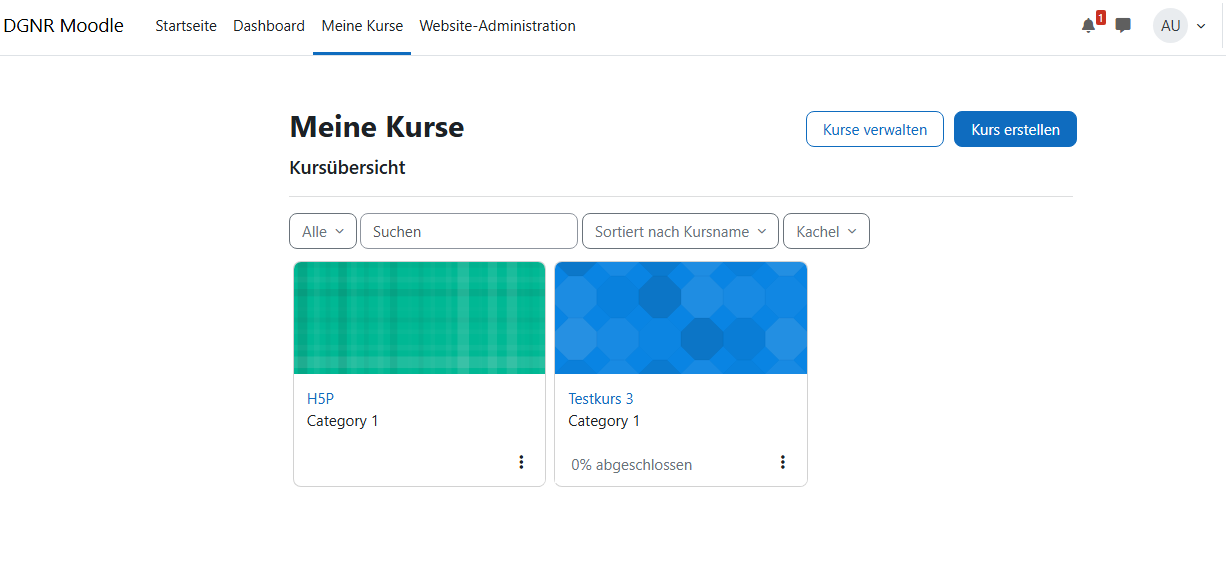 DGNR Moodle Startseite Dashboard Meine Kurse Website-Administration 1 AU
Meine Kurse Kurse verwalten Kurs erstellen
Kursübersicht
Alle Suchen Sortiert nach Kursname Kachel
H5P
Category 1
Testkurs 3
Category 1
0% abgeschlossen